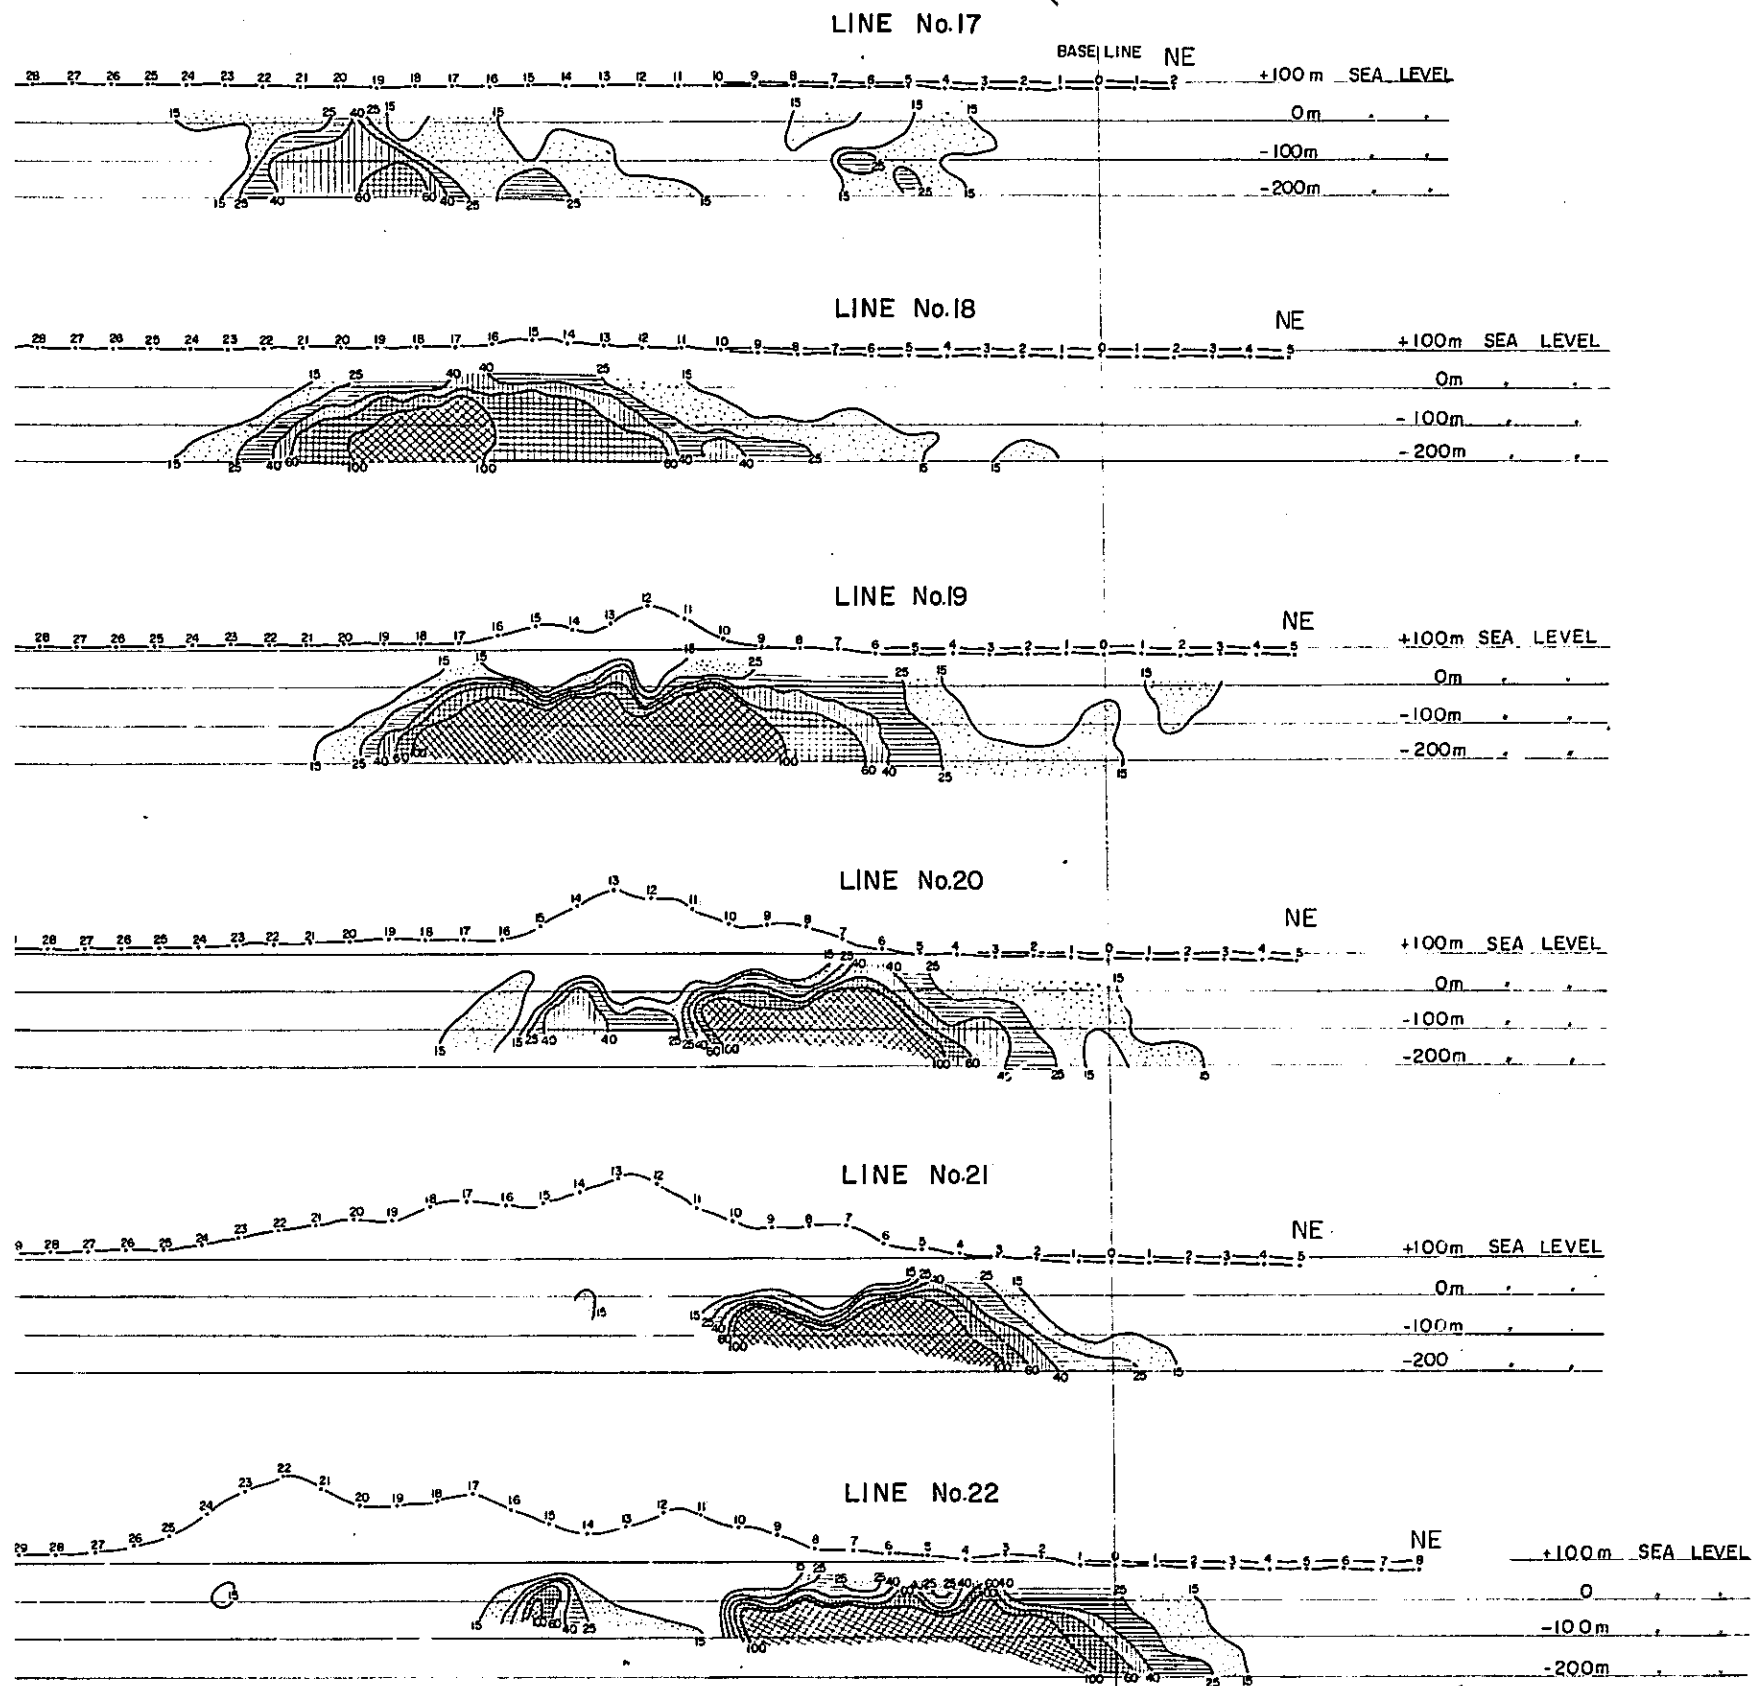 LINE No.17
BASE LINE NE
28 27 26 25 24 23 22 21 20 19 18 17 16 15 14 13 12 11 10 9 8 7 6 5 4 3 2 1 0 1 2
+100m SEA LEVEL
15 25 40 25 15 15 15 15 15
0m
25
-100m
15 25 40 60 60 40 25 25 15 15 25 15
-200m
LINE No.18
NE
28 27 26 25 24 23 22 21 20 19 18 17 16 15 14 13 12 11 10 9 8 7 6 5 4 3 2 1 0 1 2 3 4 5
+100m SEA LEVEL
15 25 40 40 25 15
0m
-100m
15 25 40 60 100 100 60 40 40 25 15 15
-200m
LINE No.19
NE
28 27 26 25 24 23 22 21 20 19 18 17 16 15 14 13 12 11 10 9 8 7 6 5 4 3 2 1 0 1 2 3 4 5
+100m SEA LEVEL
15 15 15 25 25 15 15
0m
-100m
15 25 40 60 100 100 60 40 25 15
-200m
LINE No.20
NE
28 27 26 25 24 23 22 21 20 19 18 17 16 15 14 13 12 11 10 9 8 7 6 5 4 3 2 1 0 1 2 3 4 5
+100m SEA LEVEL
15 25 40 40 25 15
0m
-100m
15 15 25 40 40 25 25 40 60 100 100 60 40 25 15 15
-200m
LINE No.21
NE
9 28 27 26 25 24 23 22 21 20 19 18 17 16 15 14 13 12 11 10 9 8 7 6 5 4 3 2 1 0 1 2 3 4 5
+100m SEA LEVEL
15 25 40 25 15
0m
15 15 25 40 60 100
-100m
100 60 40 25 15
-200
LINE No.22
NE
29 28 27 26 25 24 23 22 21 20 19 18 17 16 15 14 13 12 11 10 9 8 7 6 5 4 3 2 1 0 1 2 3 4 5 6 7 8
+100m SEA LEVEL
15 25 25 25 40 60 40 25 25 40 60 40 25 15
0
15 15 100 60 40 25 15 100
-100m
100 60 40 25 15
-200m